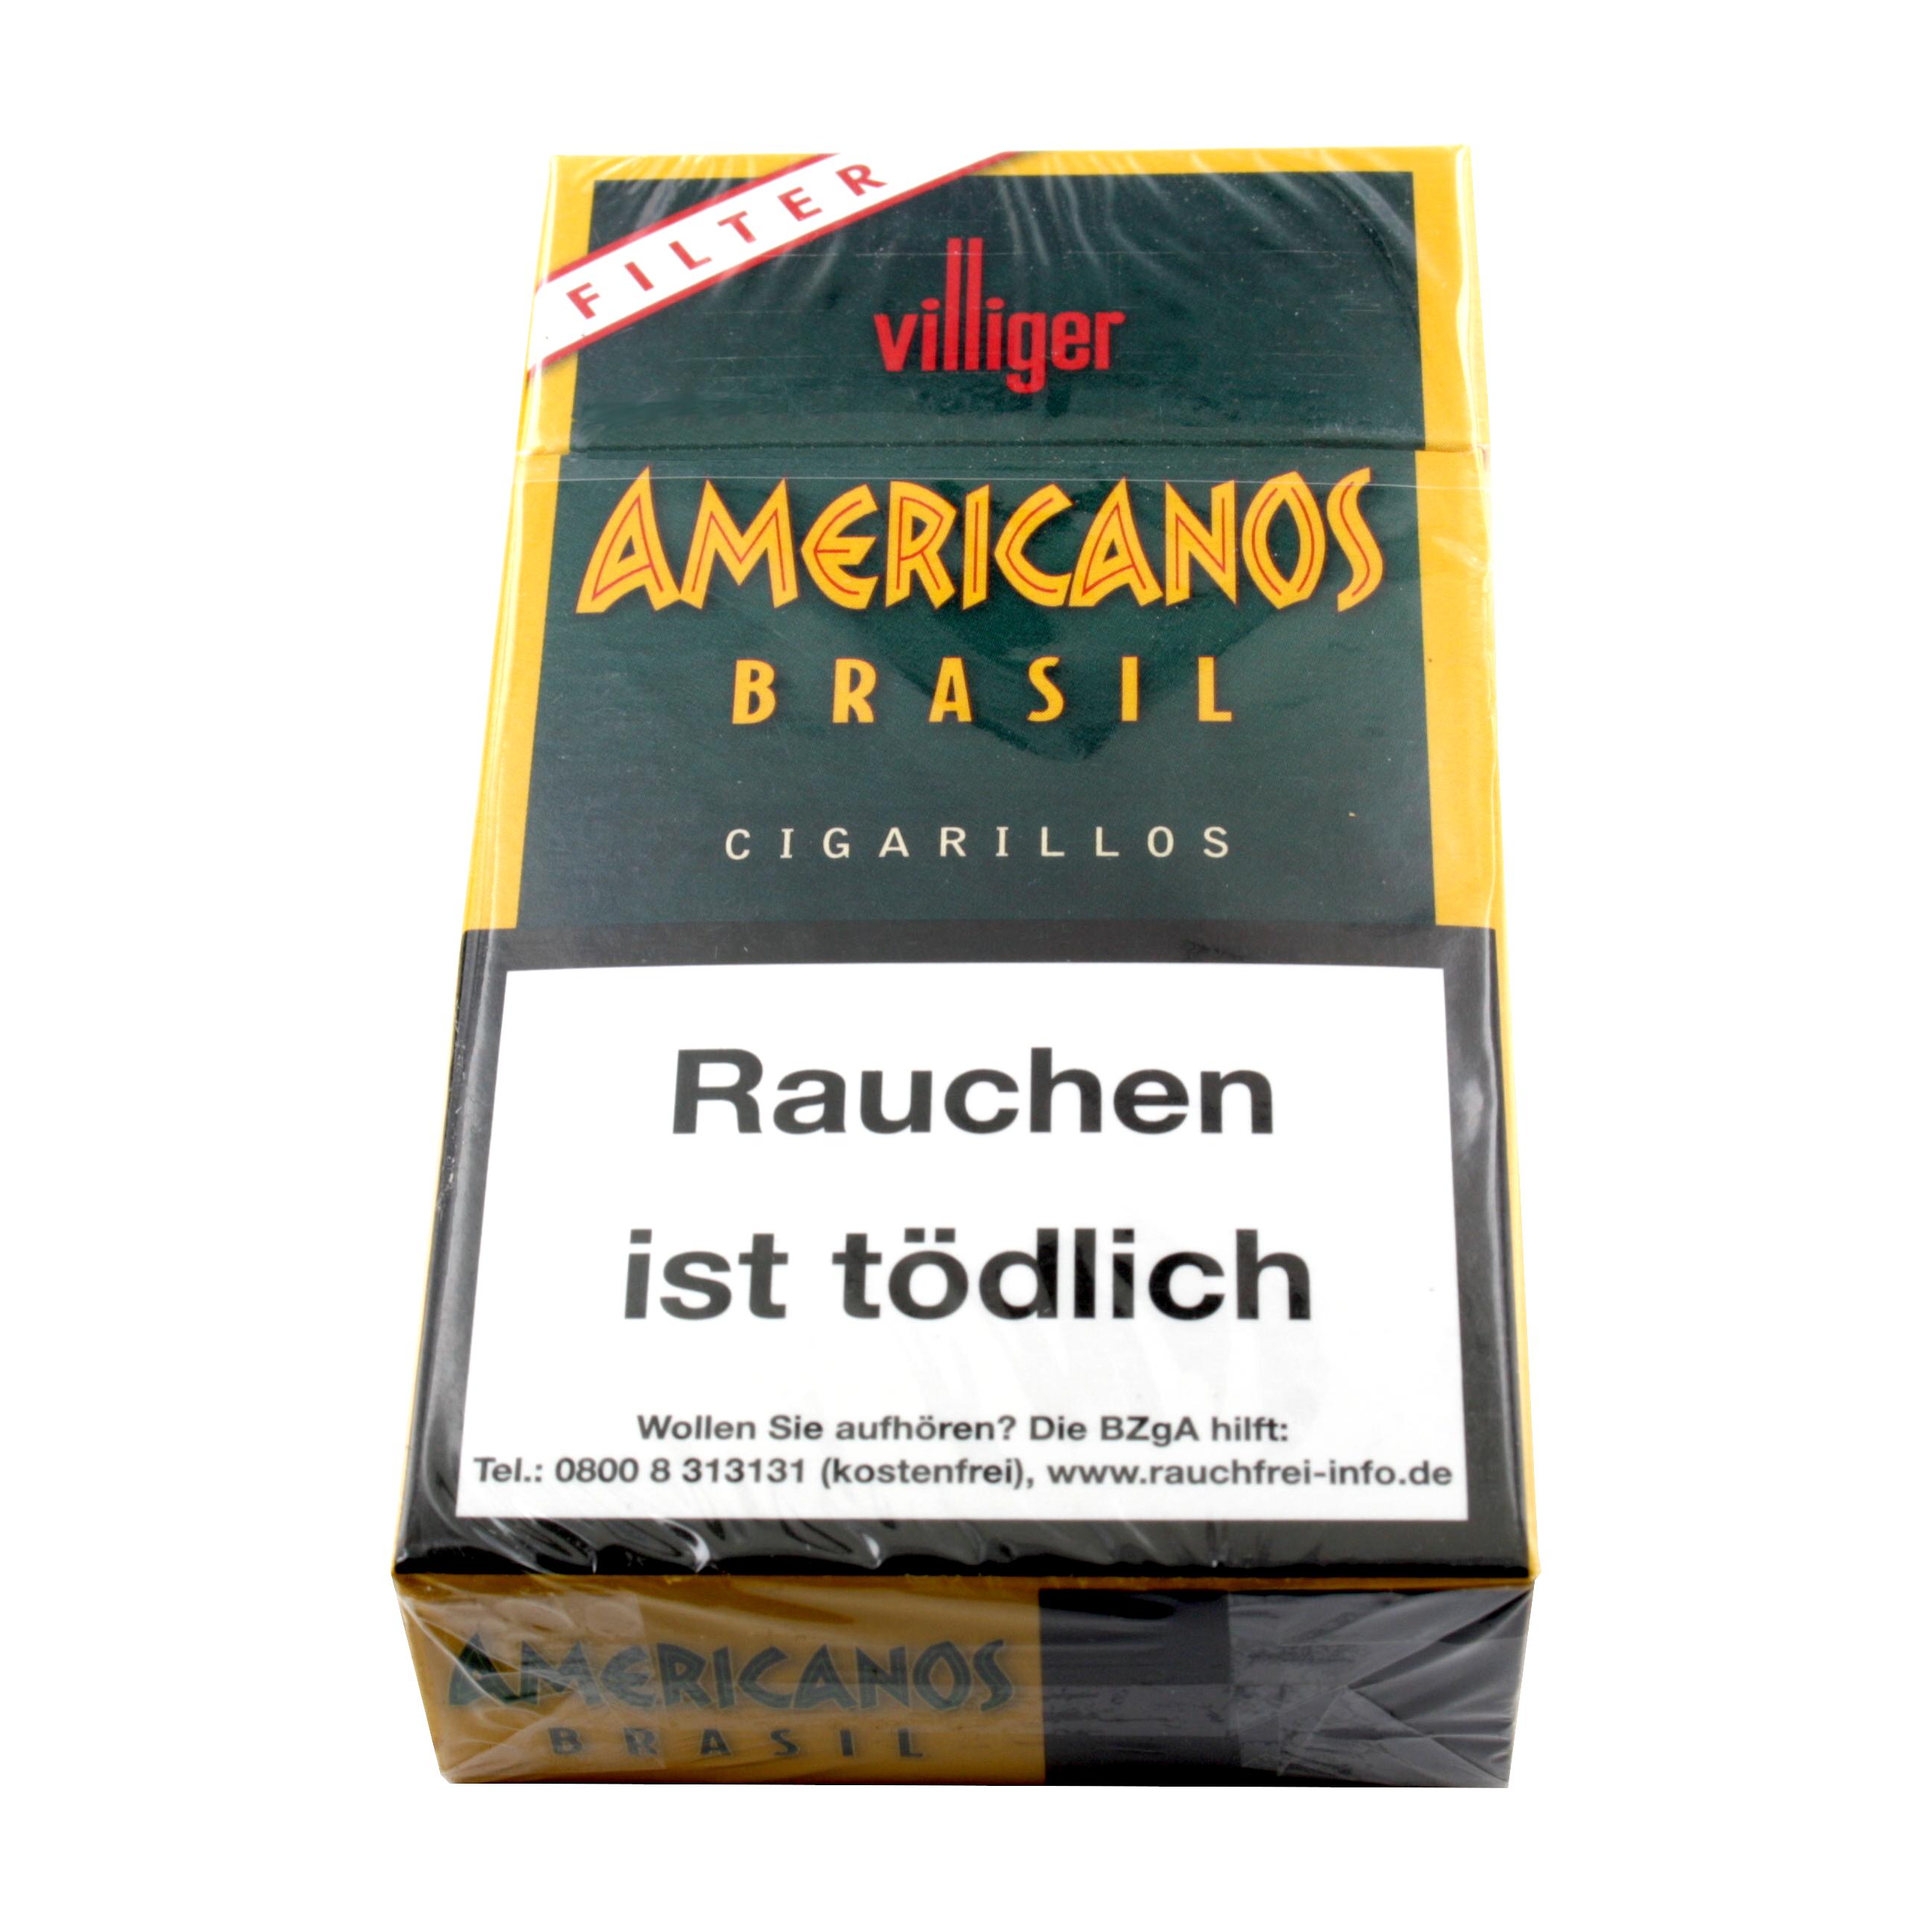 FILTER
villiger
AMERICANOS
BRASIL
CIGARILLOS
Rauchen
ist tödlich
Wollen Sie aufhören? Die BZgA hilft:
Tel.: 0800 8 313131 (kostenfrei), www.rauchfrei-info.de
AMERICANOS
BRASIL